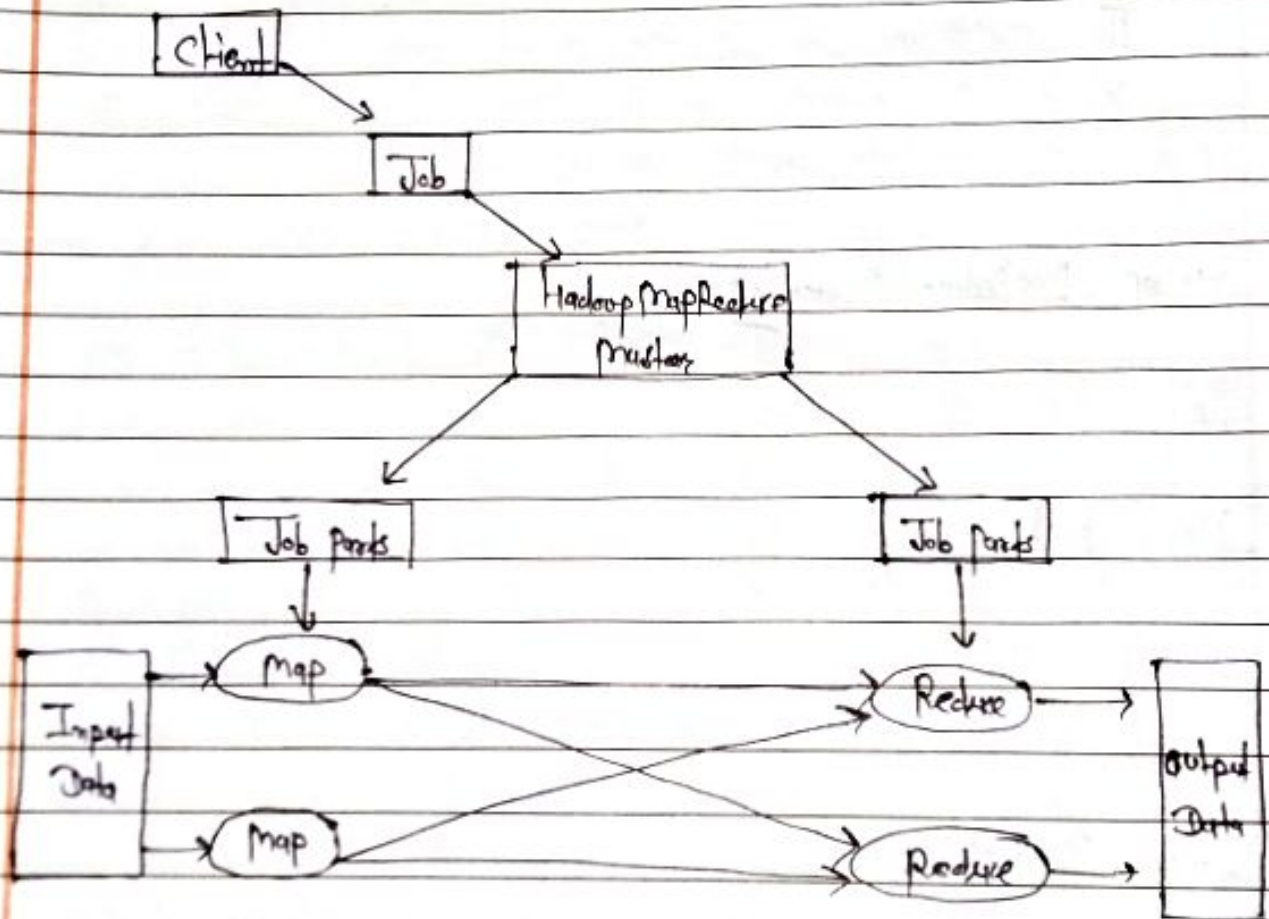 Client
Job
Hadoop MapReduce
Master
Job Parts
Job Parts
Map
Reduce
Input
Data
Output
Data
Map
Reduce